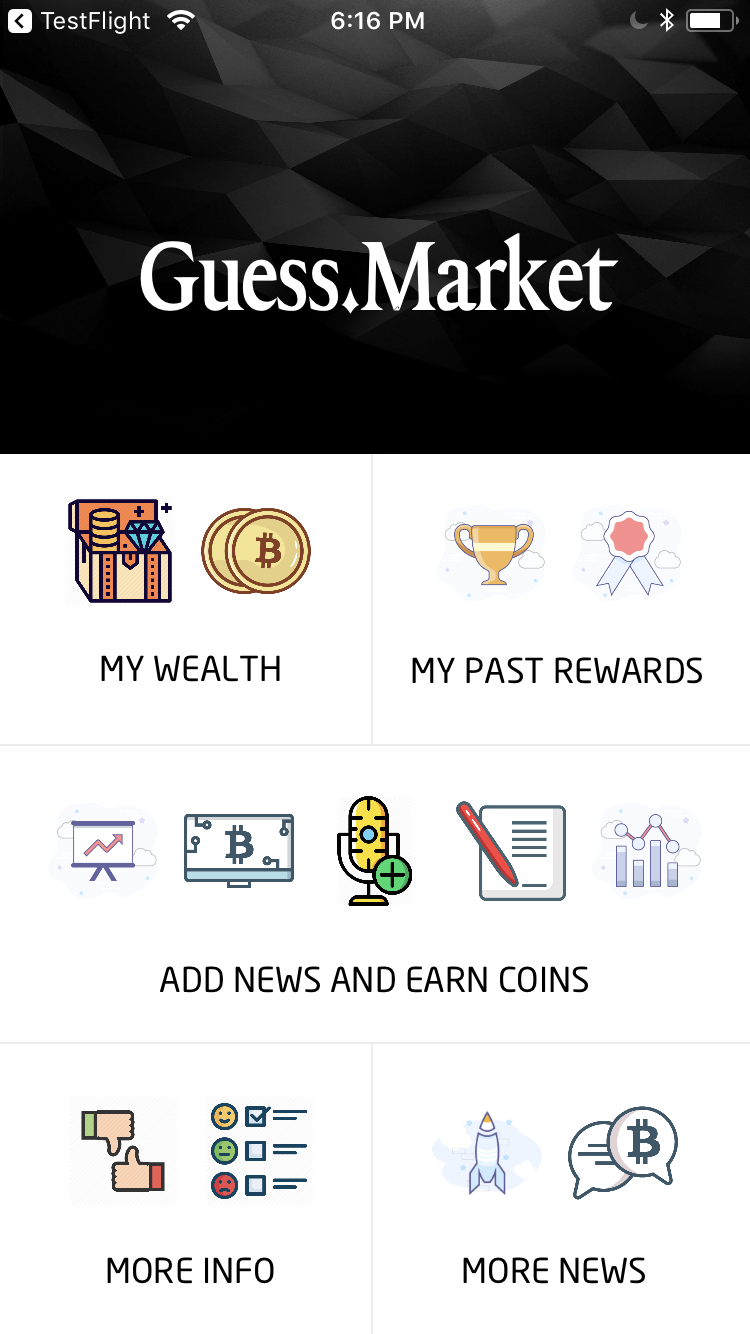 TestFlight 6:16 PM
Guess.Market
MY WEALTH
MY PAST REWARDS
ADD NEWS AND EARN COINS
MORE INFO
MORE NEWS